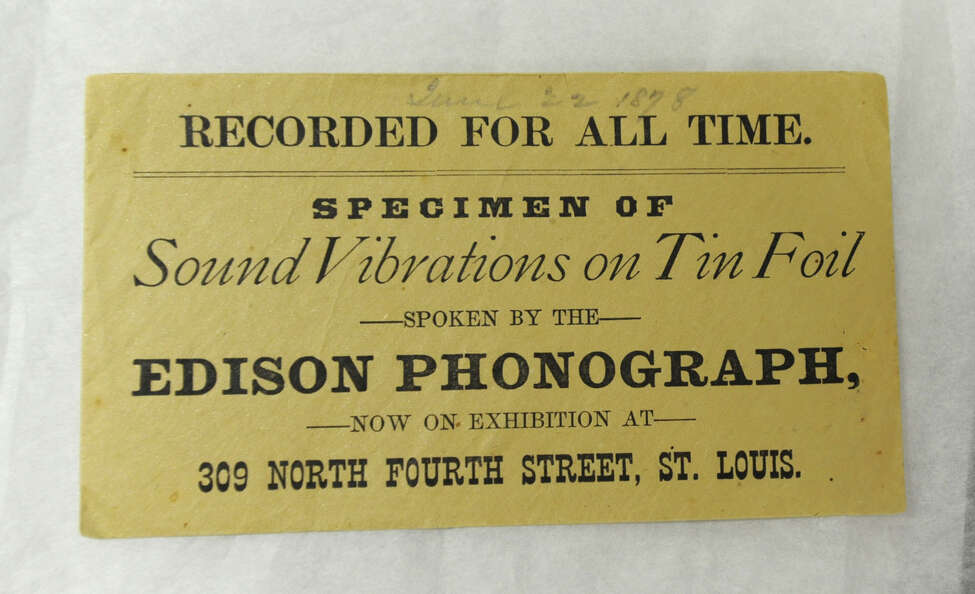 June 22 1878
RECORDED FOR ALL TIME.
SPECIMEN OF
Sound Vibrations on Tin Foil
—SPOKEN BY THE—
EDISON PHONOGRAPH,
—NOW ON EXHIBITION AT—
309 NORTH FOURTH STREET, ST. LOUIS.